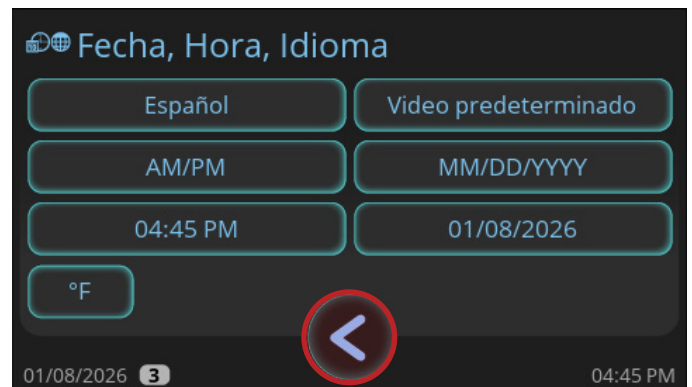 Fecha, Hora, Idioma
Español Video predeterminado
AM/PM MM/DD/YYYY
04:45 PM 01/08/2026
°F
01/08/2026 3 04:45 PM